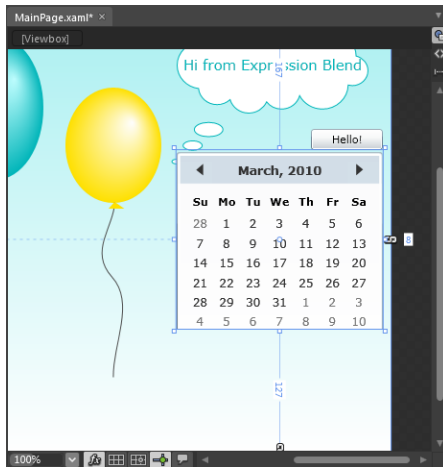 MainPage.xaml* ×
[Viewbox]
Hi from Expression Blend
167
Hello!
March, 2010
Su Mo Tu We Th Fr Sa
28 1 2 3 4 5 6
7 8 9 10 11 12 13
8
14 15 16 17 18 19 20
21 22 23 24 25 26 27
28 29 30 31 1 2 3
4 5 6 7 8 9 10
127
100% fx